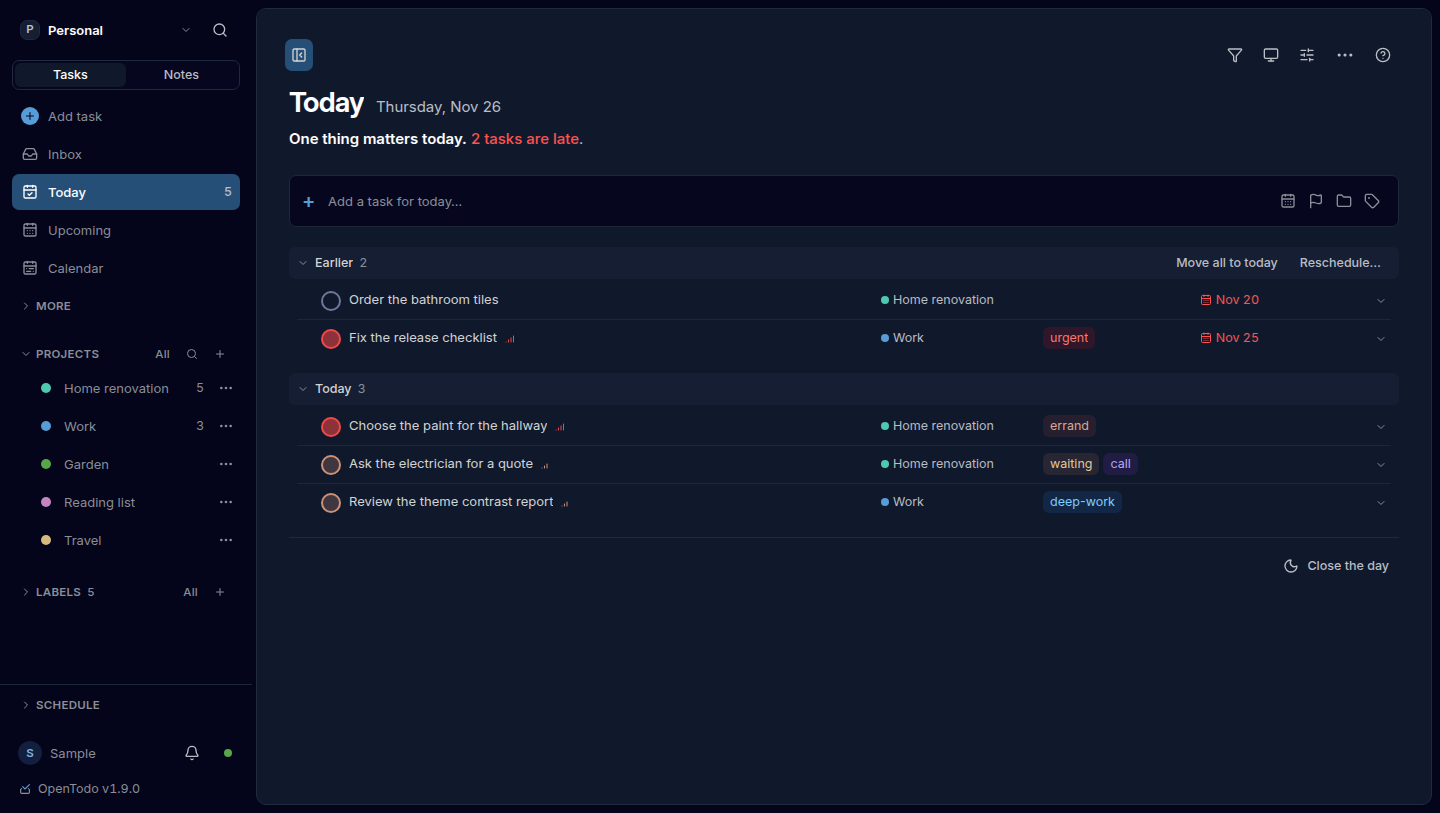 P Personal
Tasks Notes
Add task
Inbox
Today 5
Upcoming
Calendar
MORE
PROJECTS All
Home renovation 5
Work 3
Garden
Reading list
Travel
LABELS 5 All
SCHEDULE
S Sample
OpenTodo v1.9.0
Today Thursday, Nov 26
One thing matters today. 2 tasks are late.
Add a task for today...
Earlier 2 Move all to today Reschedule...
Order the bathroom tiles Home renovation Nov 20
Fix the release checklist Work urgent Nov 25
Today 3
Choose the paint for the hallway Home renovation errand
Ask the electrician for a quote Home renovation waiting call
Review the theme contrast report Work deep-work
Close the day